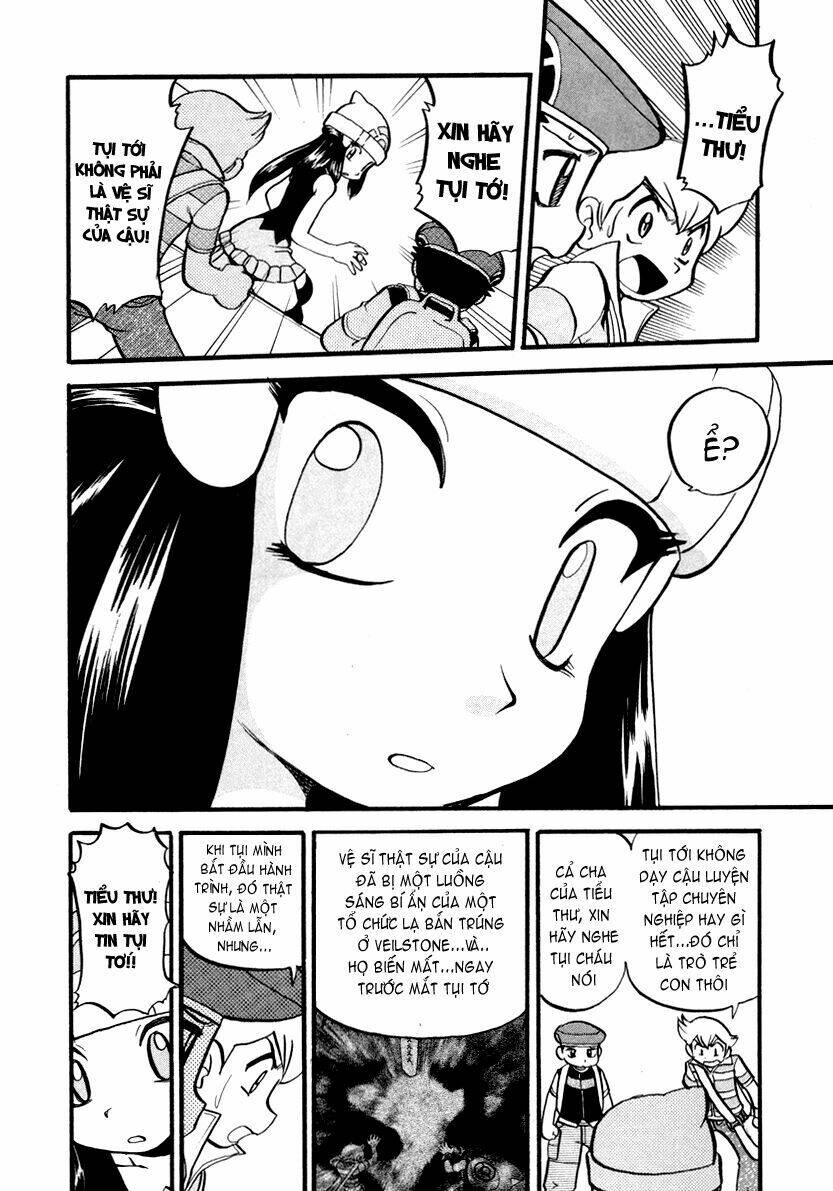 ...TIỂU
THƯ!
XIN HÃY
NGHE
TỤI TỚ!
TỤI TỚI
KHÔNG PHẢI
LÀ VỆ SĨ
THẬT SỰ
CỦA CẬU!
Ể?
TỤI TỚI KHÔNG
DẠY CẬU LUYỆN
TẬP CHUYÊN
NGHIỆP HAY GÌ
HẾT...ĐÓ CHỈ
LÀ TRÒ TRẺ
CON THÔI
CẢ CHA
CỦA TIỂU
THƯ, XIN
HÃY NGHE
TỤI CHÁU
NÓI
VỆ SĨ THẬT SỰ CỦA CẬU
ĐÃ BỊ MỘT LUỒNG
SÁNG BÍ ẨN CỦA MỘT
TỔ CHỨC LẠ BẮN TRÚNG
Ở VEILSTONE...VÀ..
HỌ BIẾN MẤT...NGAY
TRƯỚC MẮT TỤI TỚ
KHI TỤI MÌNH
BẮT ĐẦU HÀNH
TRÌNH, ĐÓ THẬT
SỰ LÀ MỘT
NHẦM LẪN,
NHƯNG...
TIỂU THƯ!
XIN HÃY
TIN TỤI
TỚ!!